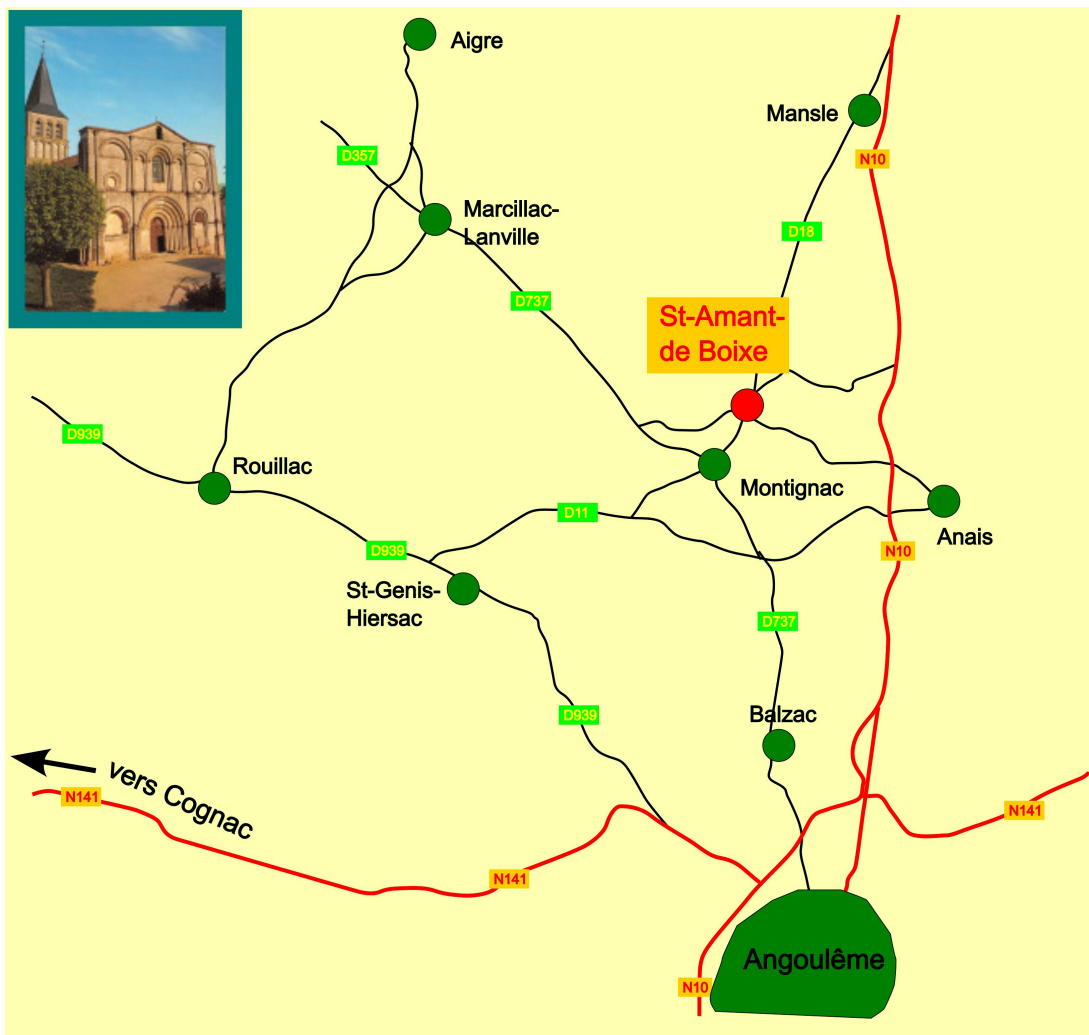 Aigre
Mansle
D357
N10
Marcillac-
Lanville
D18
D737
St-Amant-
de Boixe
D939
Rouillac
Montignac
D11
Anais
D939
N10
St-Genis-
Hiersac
D737
D939
Balzac
vers Cognac
N141
N141
N141
Angoulême
N10